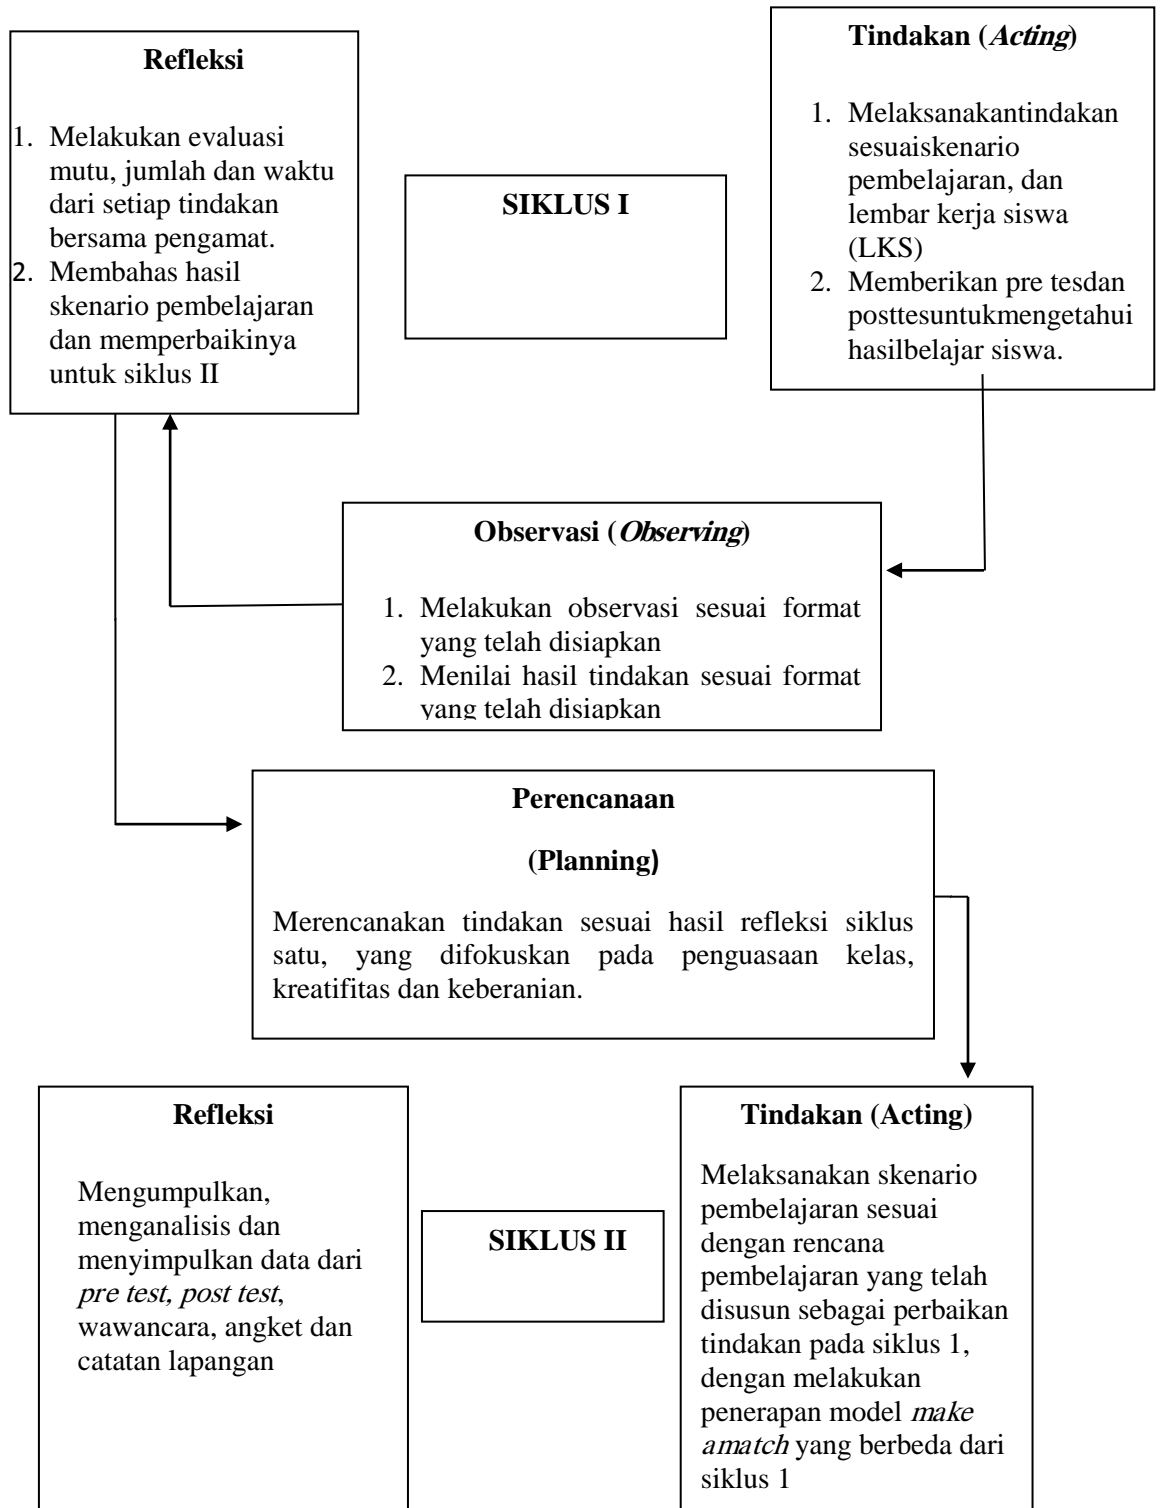 Refleksi
1. Melakukan evaluasi
mutu, jumlah dan waktu
dari setiap tindakan
bersama pengamat.
2. Membahas hasil
skenario pembelajaran
dan memperbaikinya
untuk siklus II
SIKLUS I
Tindakan (Acting)
1. Melaksanakantindakan
sesuaiskenario
pembelajaran, dan
lembar kerja siswa
(LKS)
2. Memberikan pre tesdan
posttesuntukmengetahui
hasilbelajar siswa.
Observasi (Observing)
1. Melakukan observasi sesuai format
yang telah disiapkan
2. Menilai hasil tindakan sesuai format
yang telah disiapkan
Perencanaan
(Planning)
Merencanakan tindakan sesuai hasil refleksi siklus
satu, yang difokuskan pada penguasaan kelas,
kreatifitas dan keberanian.
Refleksi
Mengumpulkan,
menganalisis dan
menyimpulkan data dari
pre test, post test,
wawancara, angket dan
catatan lapangan
SIKLUS II
Tindakan (Acting)
Melaksanakan skenario
pembelajaran sesuai
dengan rencana
pembelajaran yang telah
disusun sebagai perbaikan
tindakan pada siklus 1,
dengan melakukan
penerapan model make
amatch yang berbeda dari
siklus 1